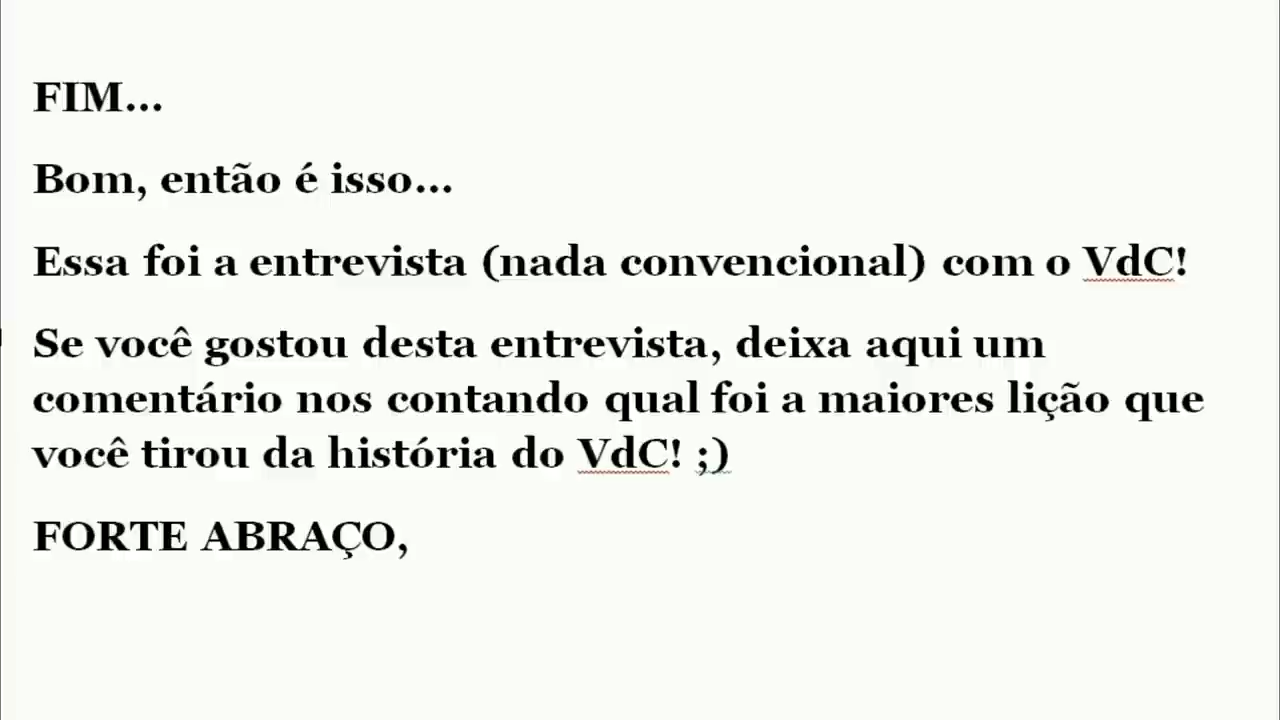 FIM...
Bom, então é isso...
Essa foi a entrevista (nada convencional) com o VdC!
Se você gostou desta entrevista, deixa aqui um
comentário nos contando qual foi a maiores lição que
você tirou da história do VdC! ;)
FORTE ABRAÇO,